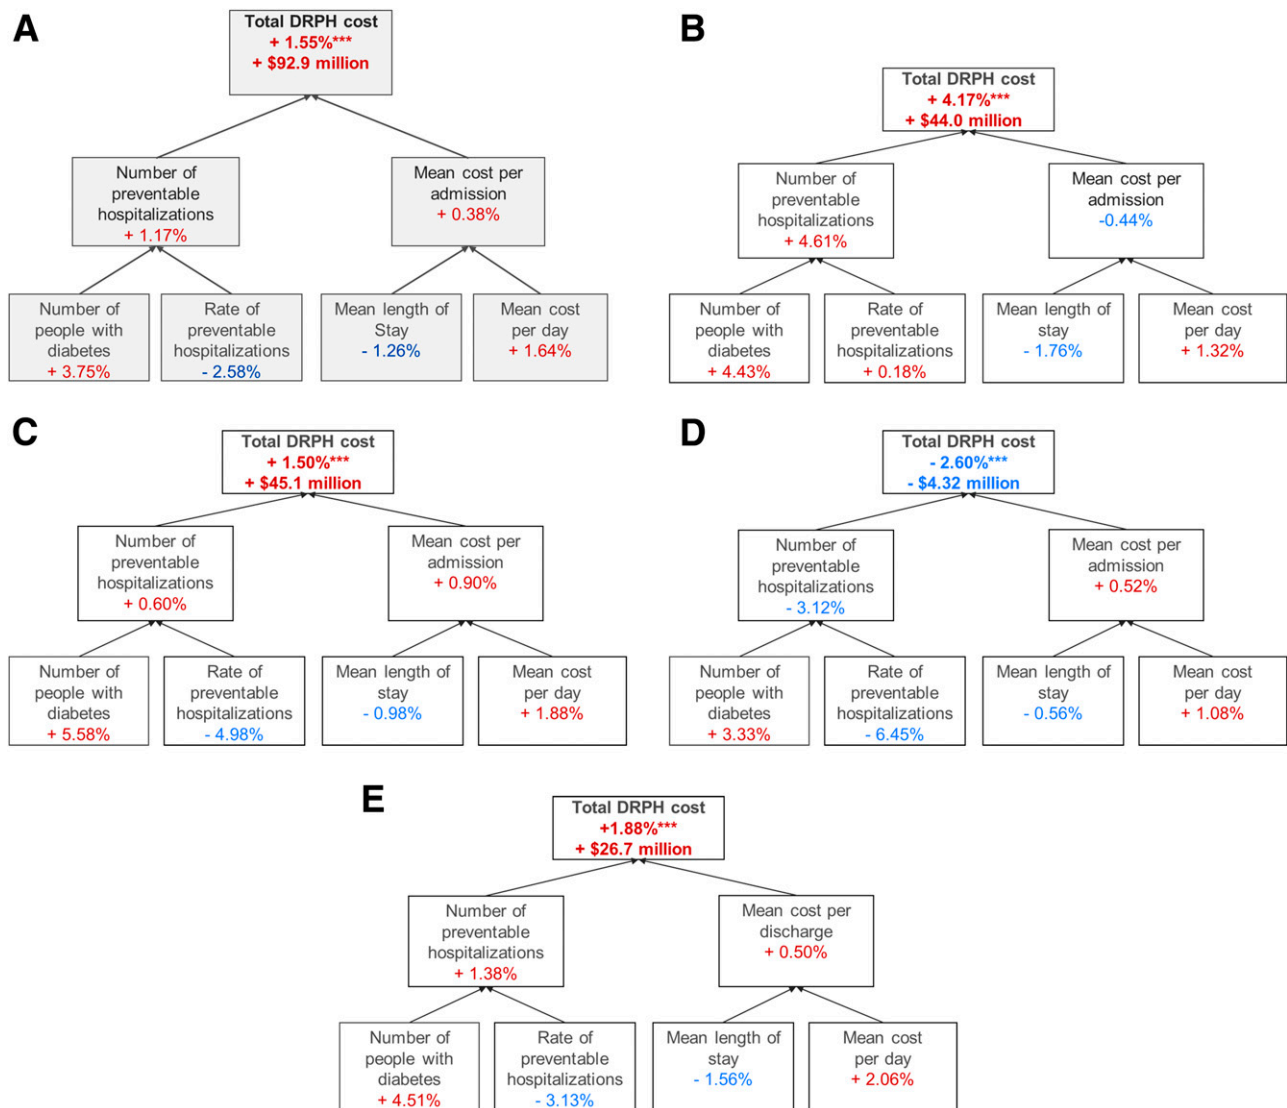 A
Total DRPH cost
+ 1.55%***
+ $92.9 million
Number of
preventable
hospitalizations
+ 1.17%
Mean cost per
admission
+ 0.38%
Number of
people with
diabetes
+ 3.75%
Rate of
preventable
hospitalizations
- 2.58%
Mean length of
Stay
- 1.26%
Mean cost
per day
+ 1.64%
B
Total DRPH cost
+ 4.17%***
+ $44.0 million
Number of
preventable
hospitalizations
+ 4.61%
Mean cost per
admission
-0.44%
Number of
people with
diabetes
+ 4.43%
Rate of
preventable
hospitalizations
+ 0.18%
Mean length of
stay
- 1.76%
Mean cost
per day
+ 1.32%
C
Total DRPH cost
+ 1.50%***
+ $45.1 million
Number of
preventable
hospitalizations
+ 0.60%
Mean cost per
admission
+ 0.90%
Number of
people with
diabetes
+ 5.58%
Rate of
preventable
hospitalizations
- 4.98%
Mean length of
stay
- 0.98%
Mean cost
per day
+ 1.88%
D
Total DRPH cost
- 2.60%***
- $4.32 million
Number of
preventable
hospitalizations
- 3.12%
Mean cost per
admission
+ 0.52%
Number of
people with
diabetes
+ 3.33%
Rate of
preventable
hospitalizations
- 6.45%
Mean length of
stay
- 0.56%
Mean cost
per day
+ 1.08%
E
Total DRPH cost
+1.88%***
+ $26.7 million
Number of
preventable
hospitalizations
+ 1.38%
Mean cost per
discharge
+ 0.50%
Number of
people with
diabetes
+ 4.51%
Rate of
preventable
hospitalizations
- 3.13%
Mean length of
stay
- 1.56%
Mean cost
per day
+ 2.06%